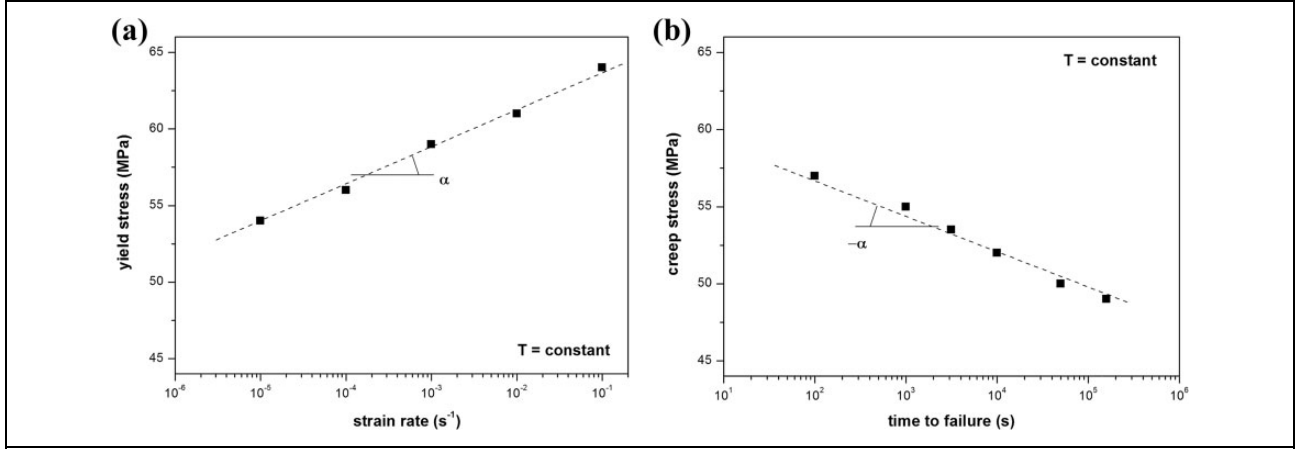 (a)
65
60
55
50
45
yield stress (MPa)
α
T = constant
10-6
10-5
10-4
10-3
10-2
10-1
strain rate (s-1)
(b)
65
60
55
50
45
creep stress (MPa)
T = constant
–α
101
102
103
104
105
106
time to failure (s)